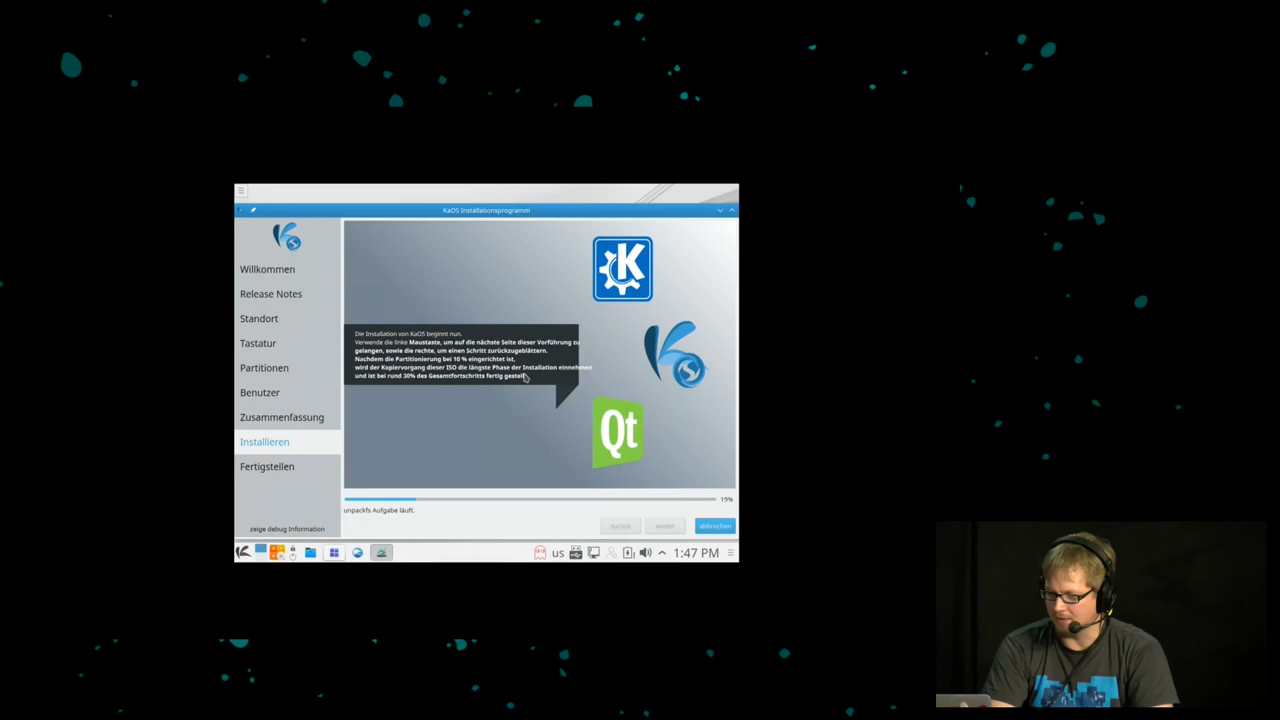 KaOS Installationsprogramm
Willkommen
Release Notes
Standort
Tastatur
Partitionen
Benutzer
Zusammenfassung
Installieren
Fertigstellen
zeige debug Information
K
Die Installation von KaOS beginnt nun.
Verwende die linke Maustaste, um auf die nächste Seite dieser Vorführung zu
gelangen, sowie die rechte, um einen Schritt zurückzugeblättern.
Nachdem die Partitionierung bei 10 % eingerichtet ist,
wird der Kopiervorgang dieser ISO die längste Phase der Installation einnehmen
und ist bei rund 30% des Gesamtfortschritts fertig gestellt
Qt
19%
unpackfs Aufgabe läuft.
zurück
weiter
abbrechen
us
1:47 PM